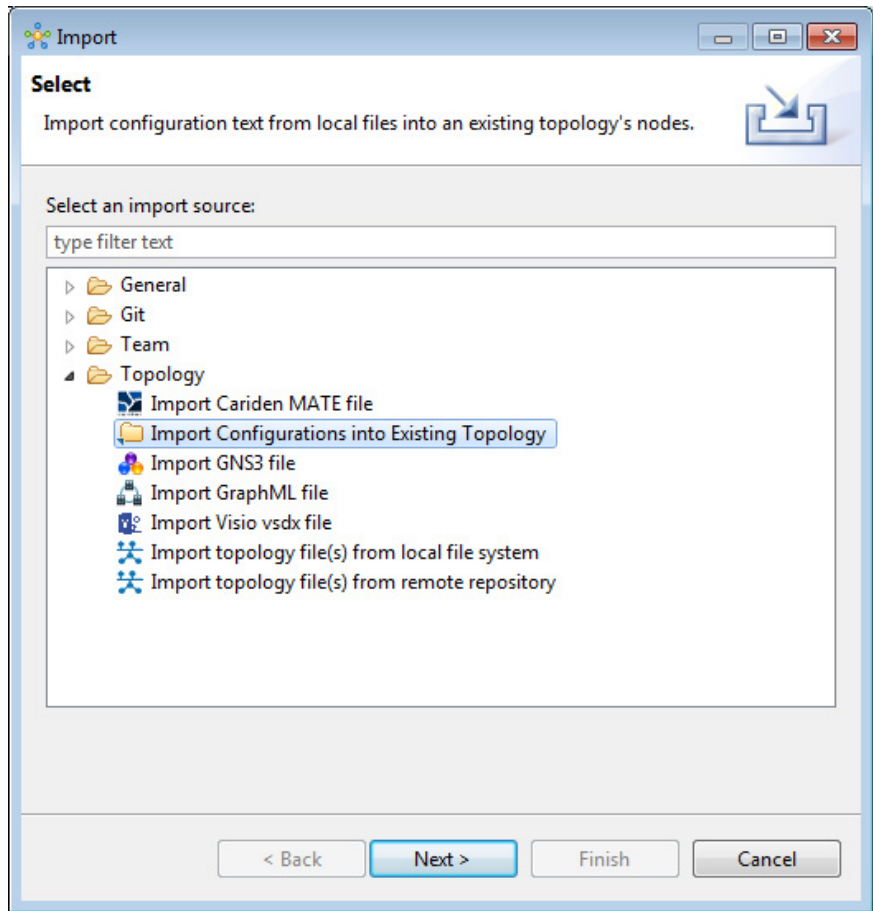 Import
Select
Import configuration text from local files into an existing topology's nodes.
Select an import source:
type filter text
General
Git
Team
Topology
Import Cariden MATE file
Import Configurations into Existing Topology
Import GNS3 file
Import GraphML file
Import Visio vsdx file
Import topology file(s) from local file system
Import topology file(s) from remote repository
< Back Next > Finish Cancel